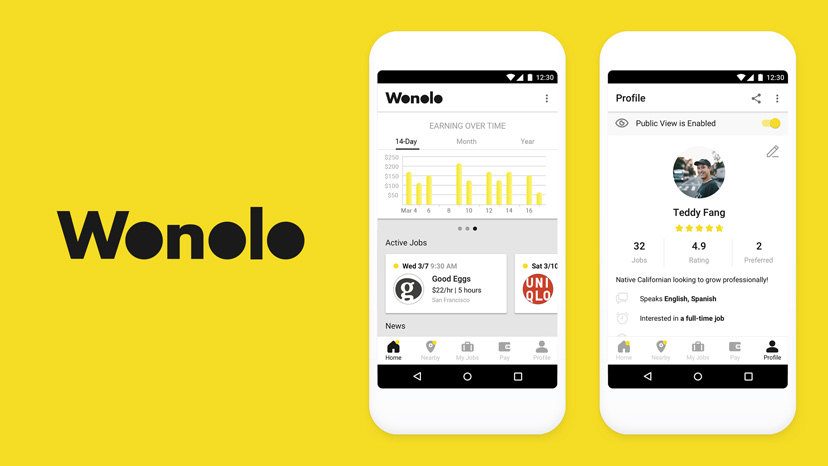 Wonolo
12:30
Wonolo
EARNING OVER TIME
14-Day Month Year
$250
$200
$150
$100
$50
Mar 4 6 8 10 12 14 16
Active Jobs
Wed 3/7 9:30 AM
g
Good Eggs
$22/hr | 5 hours
San Francisco
Sat 3/10
UNI
QLO
News
Home Nearby My Jobs Pay Profile
12:30
Profile
Public View is Enabled
Teddy Fang
32 4.9 2
Jobs Rating Preferred
Native Californian looking to grow professionally!
Speaks English, Spanish
Interested in a full-time job
Home Nearby My Jobs Pay Profile